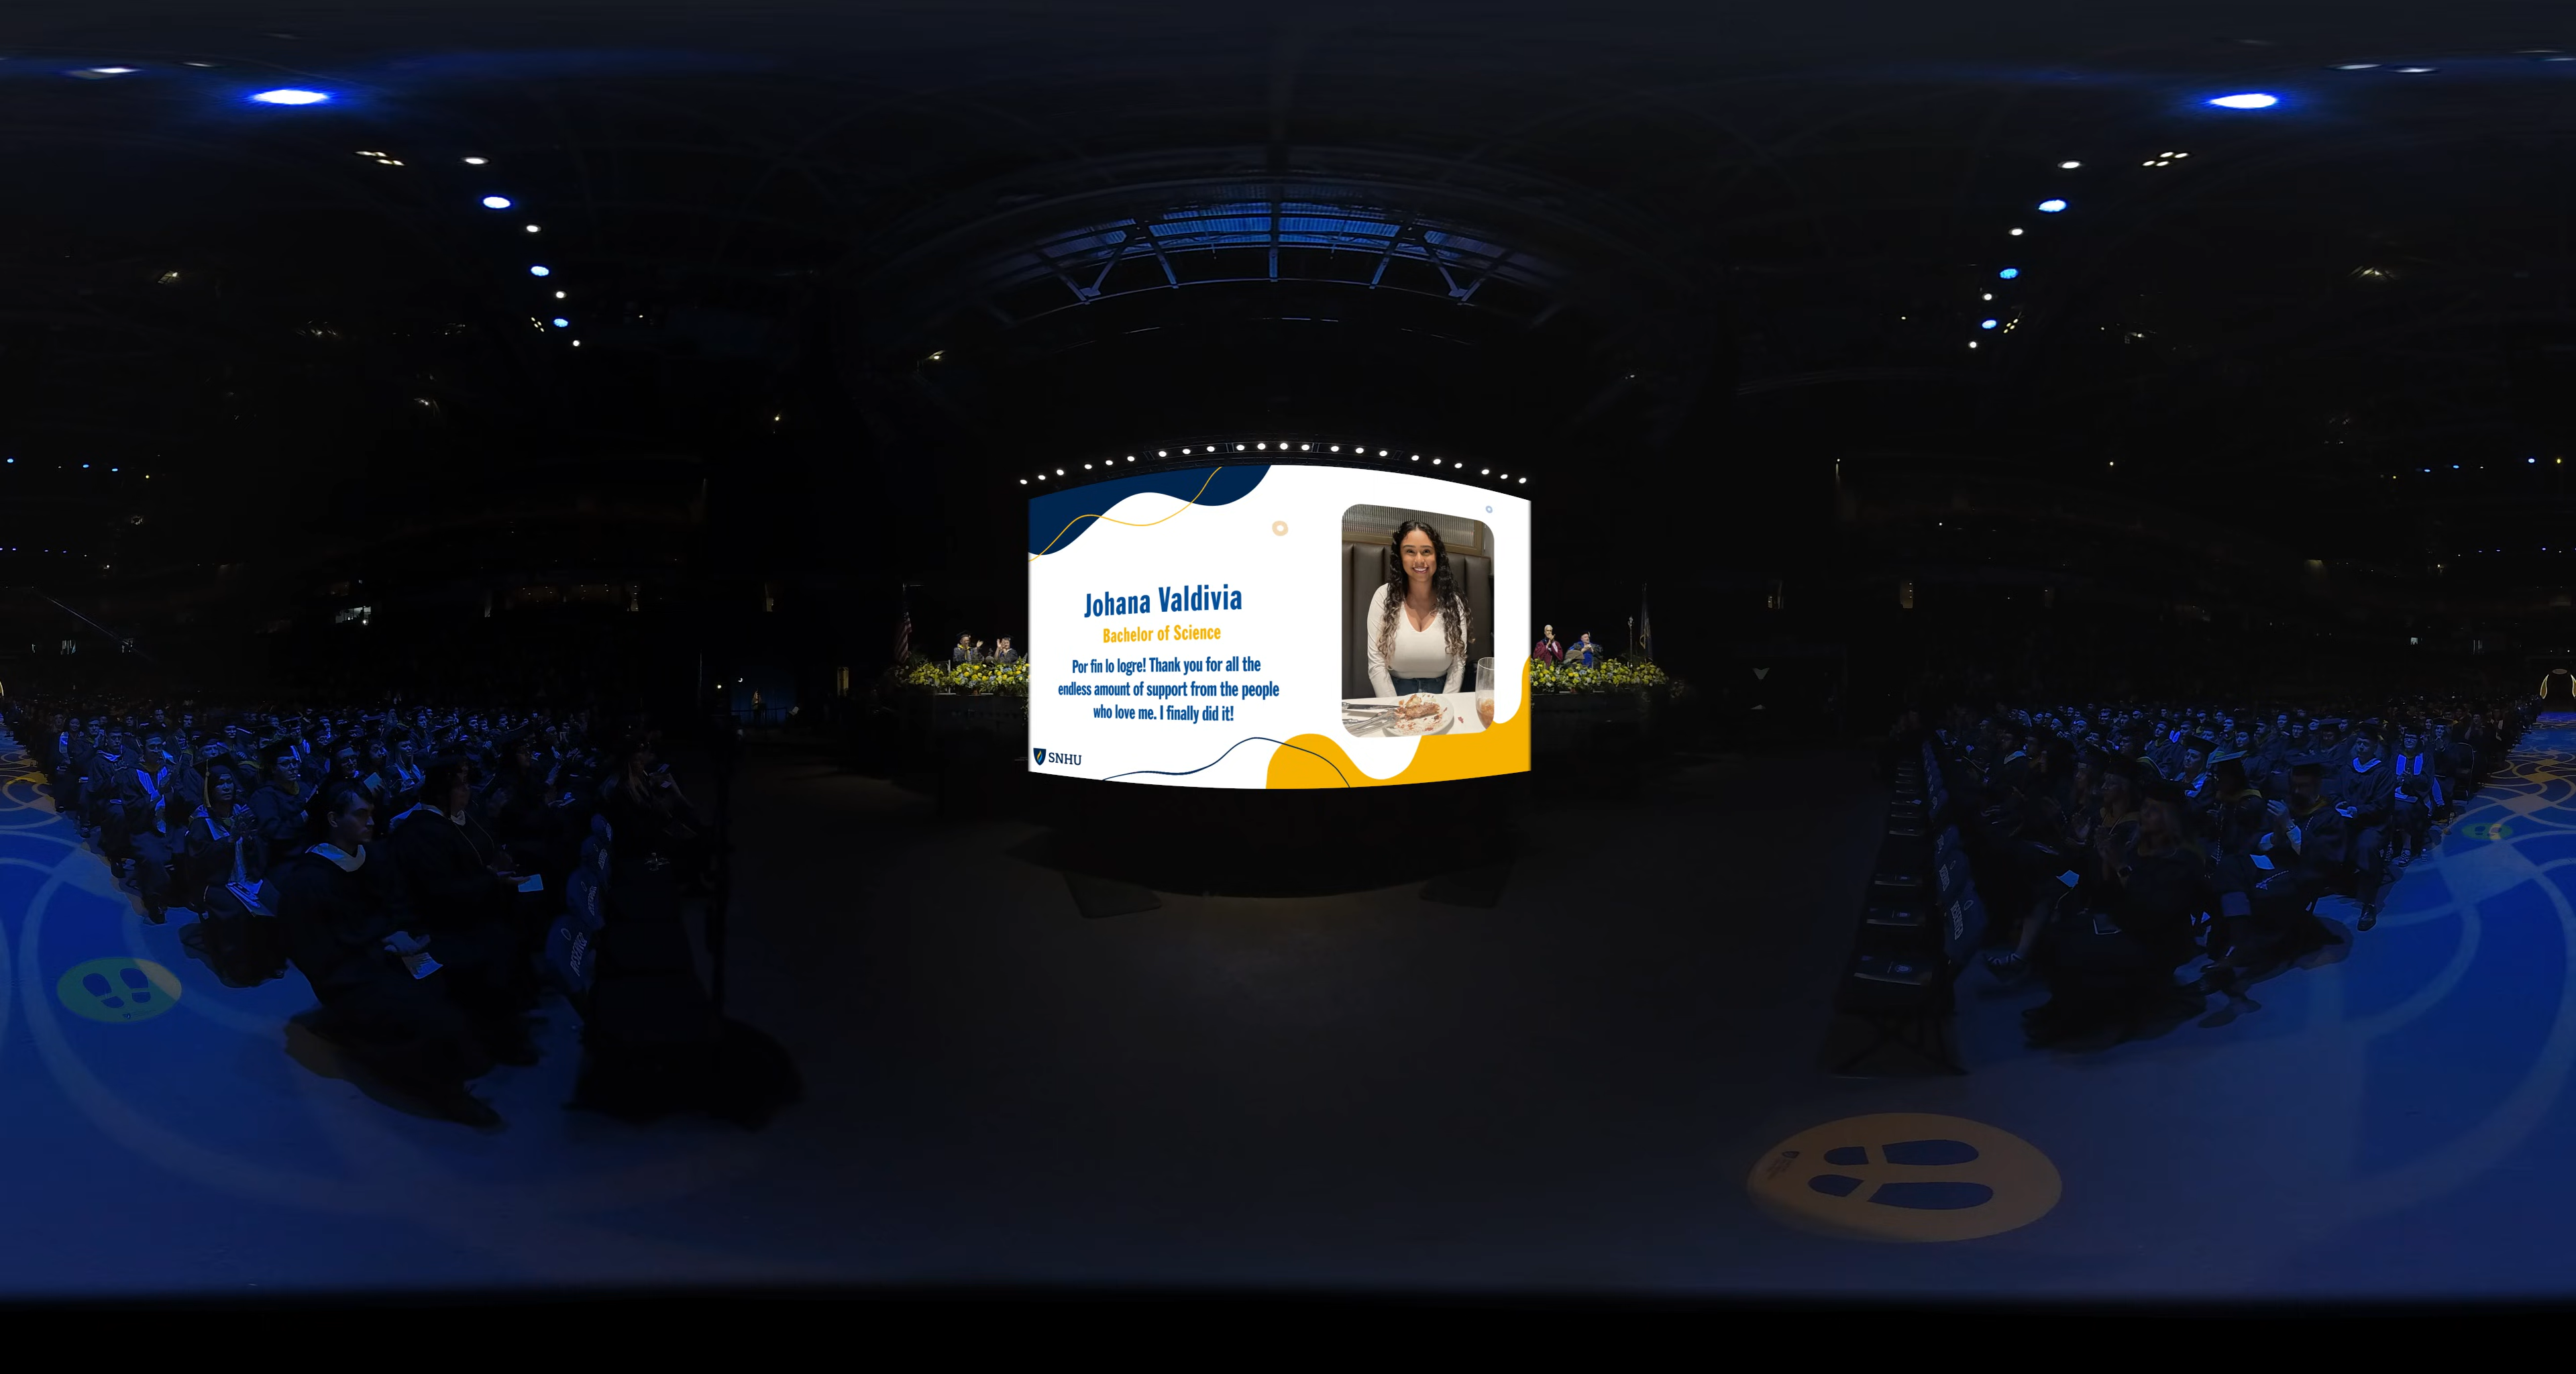 Johana Valdivia
Bachelor of Science
Por fin lo logre! Thank you for all the
endless amount of support from the people
who love me. I finally did it!
SNHU